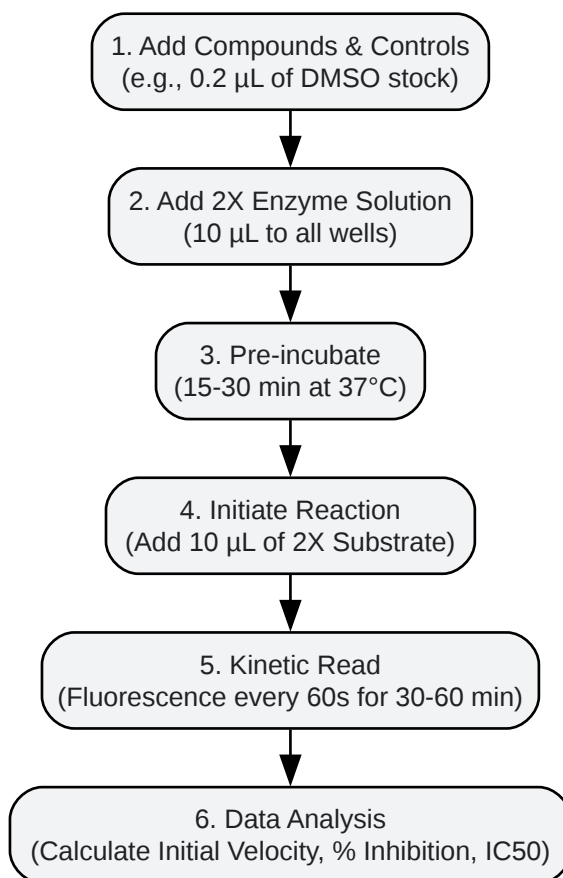 1. Add Compounds & Controls
(e.g., 0.2 µL of DMSO stock)
2. Add 2X Enzyme Solution
(10 µL to all wells)
3. Pre-incubate
(15-30 min at 37°C)
4. Initiate Reaction
(Add 10 µL of 2X Substrate)
5. Kinetic Read
(Fluorescence every 60s for 30-60 min)
6. Data Analysis
(Calculate Initial Velocity, % Inhibition, IC50)